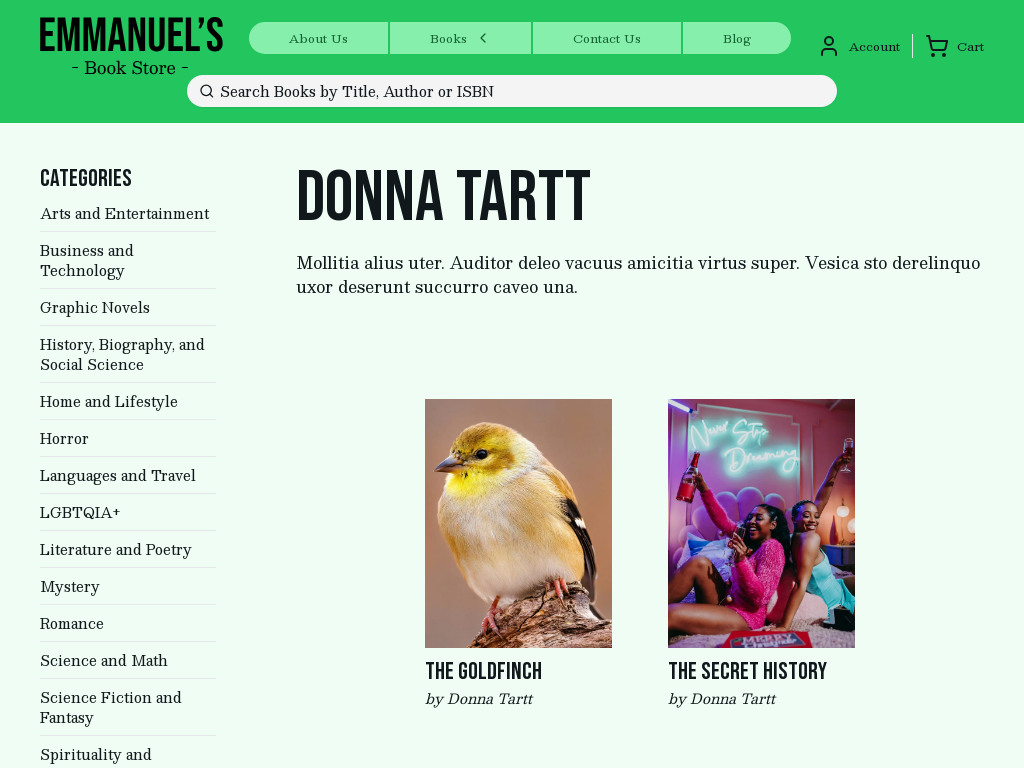 EMMANUEL'S
- Book Store -
About Us
Books
Contact Us
Blog
Account
Cart
Search Books by Title, Author or ISBN
CATEGORIES
Arts and Entertainment
Business and
Technology
Graphic Novels
History, Biography, and
Social Science
Home and Lifestyle
Horror
Languages and Travel
LGBTQIA+
Literature and Poetry
Mystery
Romance
Science and Math
Science Fiction and
Fantasy
Spirituality and
DONNA TARTT
Mollitia alius uter. Auditor deleo vacuus amicitia virtus super. Vesica sto derelinquo
uxor deserunt succurro caveo una.
Never Stop
Dreaming
THE GOLDFINCH
by Donna Tartt
THE SECRET HISTORY
by Donna Tartt